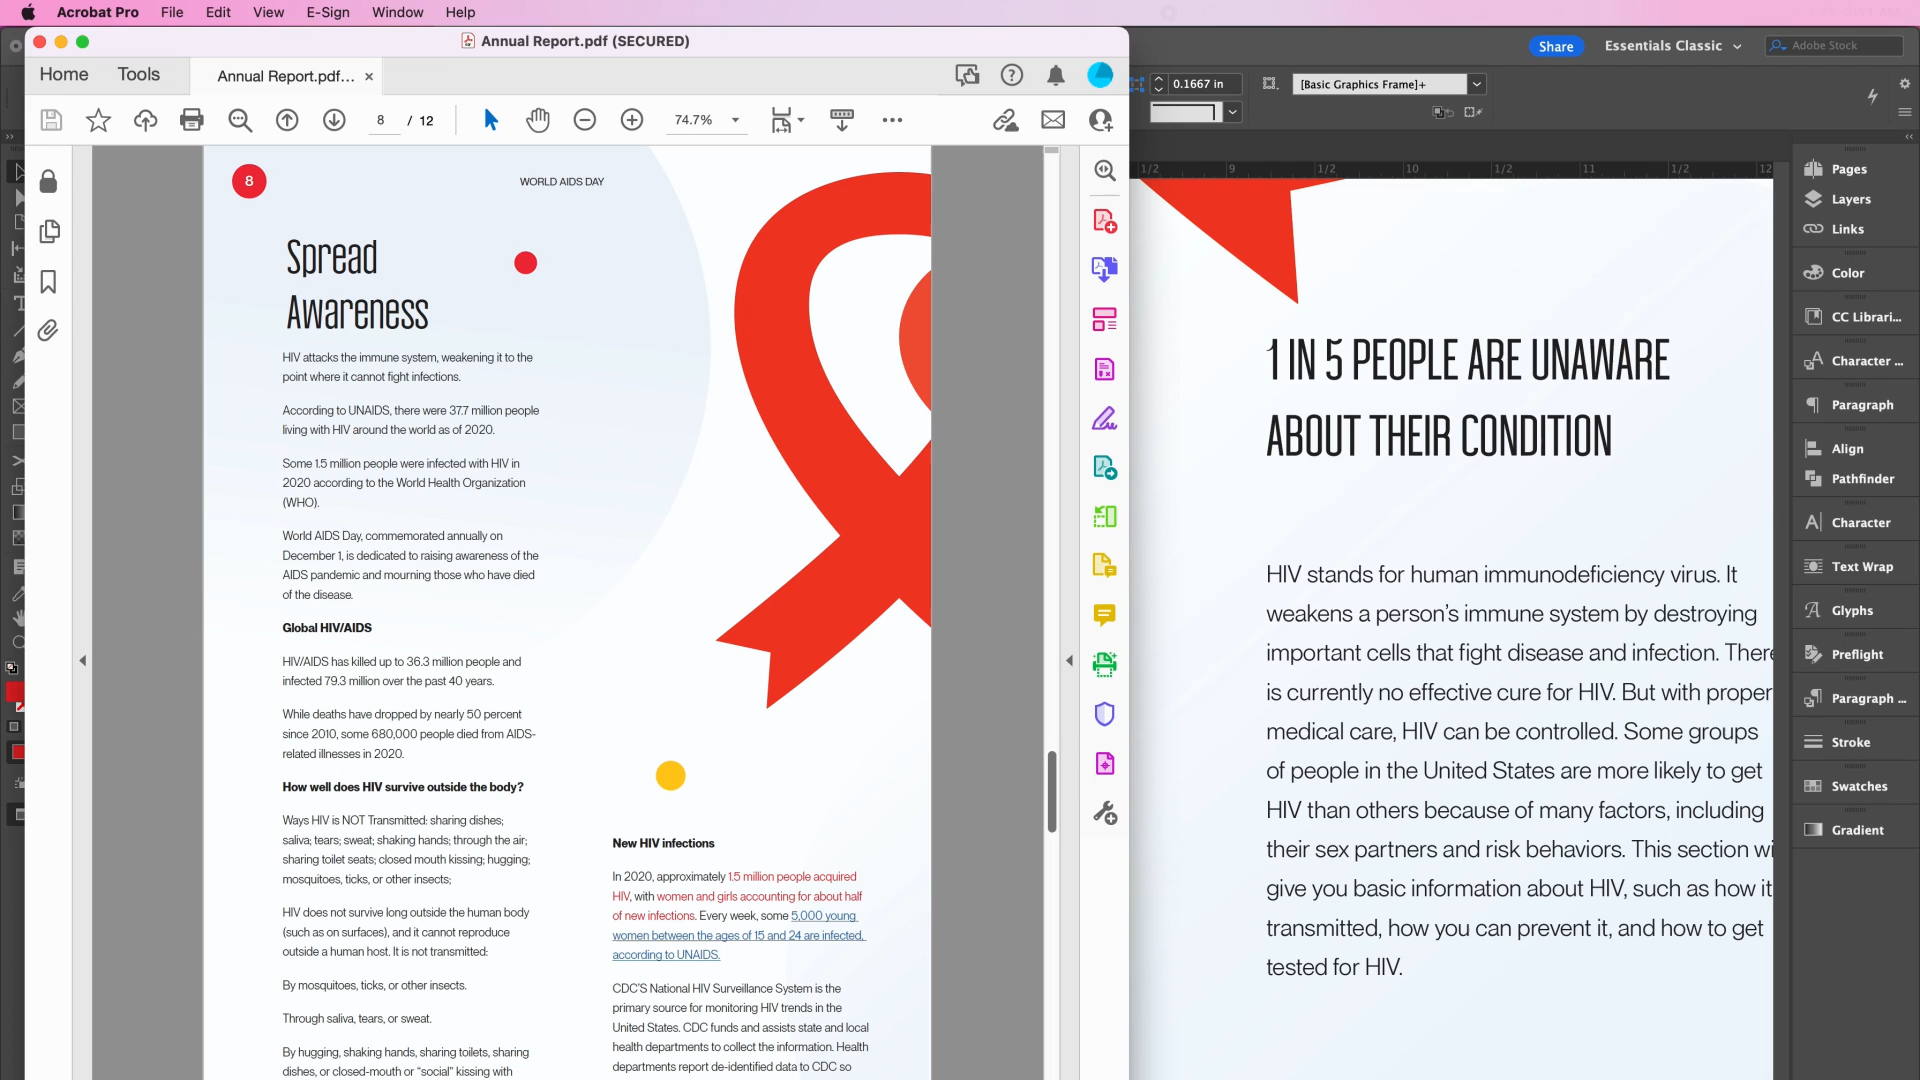 Acrobat Pro File Edit View E-Sign Window Help
Annual Report.pdf (SECURED)
Home Tools Annual Report.pdf...
8 / 12 74.7%
8
WORLD AIDS DAY
Spread
Awareness
HIV attacks the immune system, weakening it to the
point where it cannot fight infections.
According to UNAIDS, there were 37.7 million people
living with HIV around the world as of 2020.
Some 1.5 million people were infected with HIV in
2020 according to the World Health Organization
(WHO).
World AIDS Day, commemorated annually on
December 1, is dedicated to raising awareness of the
AIDS pandemic and mourning those who have died
of the disease.
Global HIV/AIDS
HIV/AIDS has killed up to 36.3 million people and
infected 79.3 million over the past 40 years.
While deaths have dropped by nearly 50 percent
since 2010, some 680,000 people died from AIDS-
related illnesses in 2020.
How well does HIV survive outside the body?
Ways HIV is NOT Transmitted: sharing dishes;
saliva; tears; sweat; shaking hands; through the air;
sharing toilet seats; closed mouth kissing; hugging;
mosquitoes, ticks, or other insects;
HIV does not survive long outside the human body
(such as on surfaces), and it cannot reproduce
outside a human host. It is not transmitted:
By mosquitoes, ticks, or other insects.
Through saliva, tears, or sweat.
By hugging, shaking hands, sharing toilets, sharing
dishes, or closed-mouth or “social” kissing with
New HIV infections
In 2020, approximately 1.5 million people acquired
HIV, with women and girls accounting for about half
of new infections. Every week, some 5,000 young
women between the ages of 15 and 24 are infected,
according to UNAIDS.
CDC'S National HIV Surveillance System is the
primary source for monitoring HIV trends in the
United States. CDC funds and assists state and local
health departments to collect the information. Health
departments report de-identified data to CDC so
Share Essentials Classic Adobe Stock
0.1667 in [Basic Graphics Frame]+
1/2 9 1/2 10 1/2 11 1/2 12
1 IN 5 PEOPLE ARE UNAWARE
ABOUT THEIR CONDITION
HIV stands for human immunodeficiency virus. It
weakens a person’s immune system by destroying
important cells that fight disease and infection. There
is currently no effective cure for HIV. But with proper
medical care, HIV can be controlled. Some groups
of people in the United States are more likely to get
HIV than others because of many factors, including
their sex partners and risk behaviors. This section wi
give you basic information about HIV, such as how it
transmitted, how you can prevent it, and how to get
tested for HIV.
Pages
Layers
Links
Color
CC Librari...
Character ...
Paragraph
Align
Pathfinder
Character
Text Wrap
Glyphs
Preflight
Paragraph ...
Stroke
Swatches
Gradient